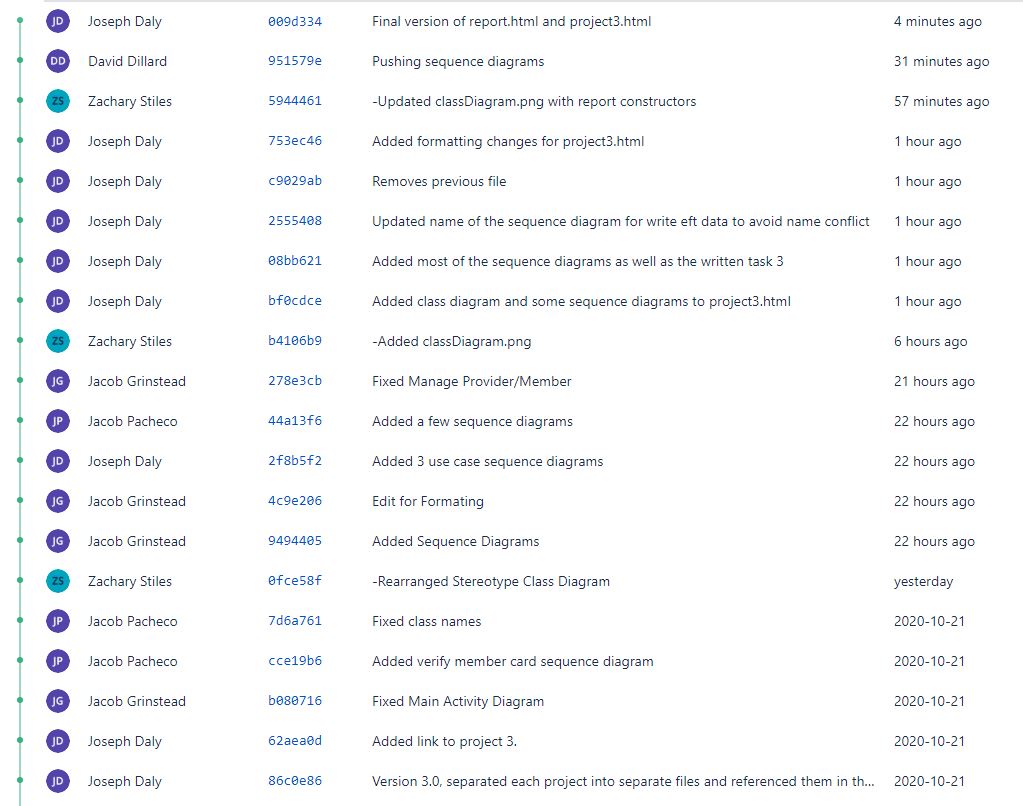 JD Joseph Daly 009d334 Final version of report.html and project3.html 4 minutes ago
DD David Dillard 951579e Pushing sequence diagrams 31 minutes ago
ZS Zachary Stiles 5944461 -Updated classDiagram.png with report constructors 57 minutes ago
JD Joseph Daly 753ec46 Added formatting changes for project3.html 1 hour ago
JD Joseph Daly c9029ab Removes previous file 1 hour ago
JD Joseph Daly 2555408 Updated name of the sequence diagram for write eft data to avoid name conflict 1 hour ago
JD Joseph Daly 08bb621 Added most of the sequence diagrams as well as the written task 3 1 hour ago
JD Joseph Daly bf0cdce Added class diagram and some sequence diagrams to project3.html 1 hour ago
ZS Zachary Stiles b4106b9 -Added classDiagram.png 6 hours ago
JG Jacob Grinstead 278e3cb Fixed Manage Provider/Member 21 hours ago
JP Jacob Pacheco 44a13f6 Added a few sequence diagrams 22 hours ago
JD Joseph Daly 2f8b5f2 Added 3 use case sequence diagrams 22 hours ago
JG Jacob Grinstead 4c9e206 Edit for Formating 22 hours ago
JG Jacob Grinstead 9494405 Added Sequence Diagrams 22 hours ago
ZS Zachary Stiles 0fce58f -Rearranged Stereotype Class Diagram yesterday
JP Jacob Pacheco 7d6a761 Fixed class names 2020-10-21
JP Jacob Pacheco cce19b6 Added verify member card sequence diagram 2020-10-21
JG Jacob Grinstead b080716 Fixed Main Activity Diagram 2020-10-21
JD Joseph Daly 62aea0d Added link to project 3. 2020-10-21
JD Joseph Daly 86c0e86 Version 3.0, separated each project into separate files and referenced them in th... 2020-10-21